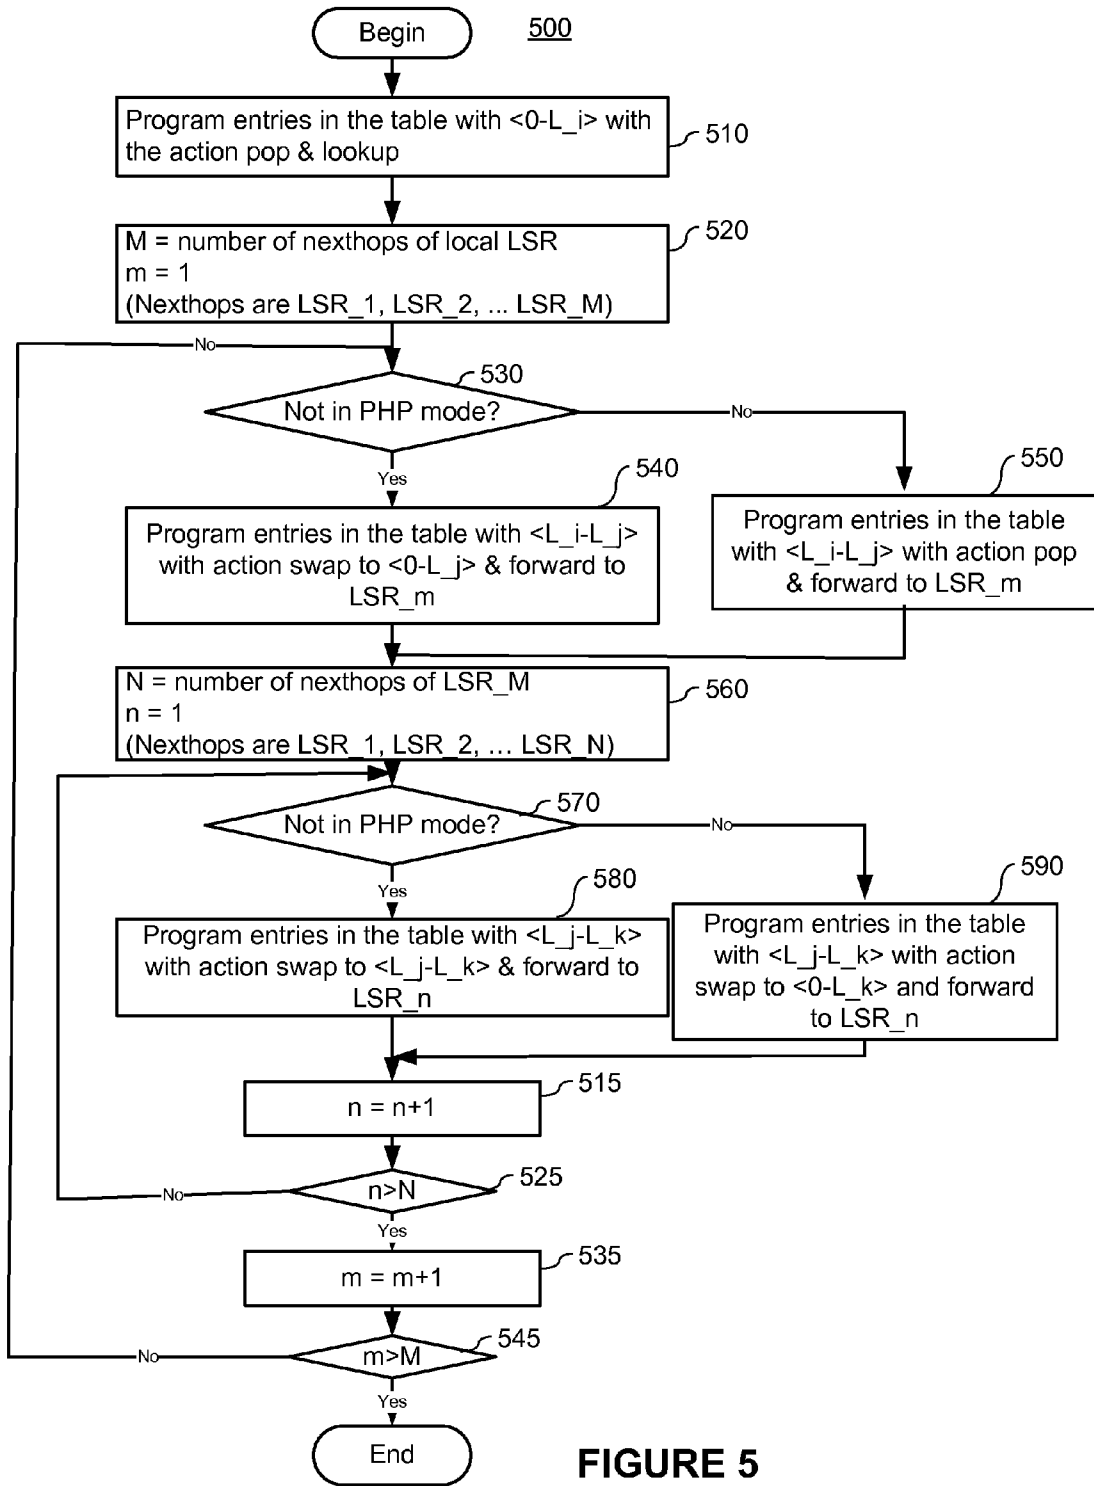 Begin
500
Program entries in the table with <0-L_i> with
the action pop & lookup
510
M = number of nexthops of local LSR
m = 1
(Nexthops are LSR_1, LSR_2, ... LSR_M)
520
No
530
Not in PHP mode?
No
Yes
540
550
Program entries in the table with <L_i-L_j>
with action swap to <0-L_j> & forward to
LSR_m
Program entries in the table
with <L_i-L_j> with action pop
& forward to LSR_m
N = number of nexthops of LSR_M
n = 1
(Nexthops are LSR_1, LSR_2, ... LSR_N)
560
570
Not in PHP mode?
No
Yes
580
590
Program entries in the table with <L_j-L_k>
with action swap to <L_j-L_k> & forward to
LSR_n
Program entries in the table
with <L_j-L_k> with action
swap to <0-L_k> and forward
to LSR_n
515
n = n+1
525
n>N
No
Yes
535
m = m+1
545
m>M
No
Yes
End
FIGURE 5